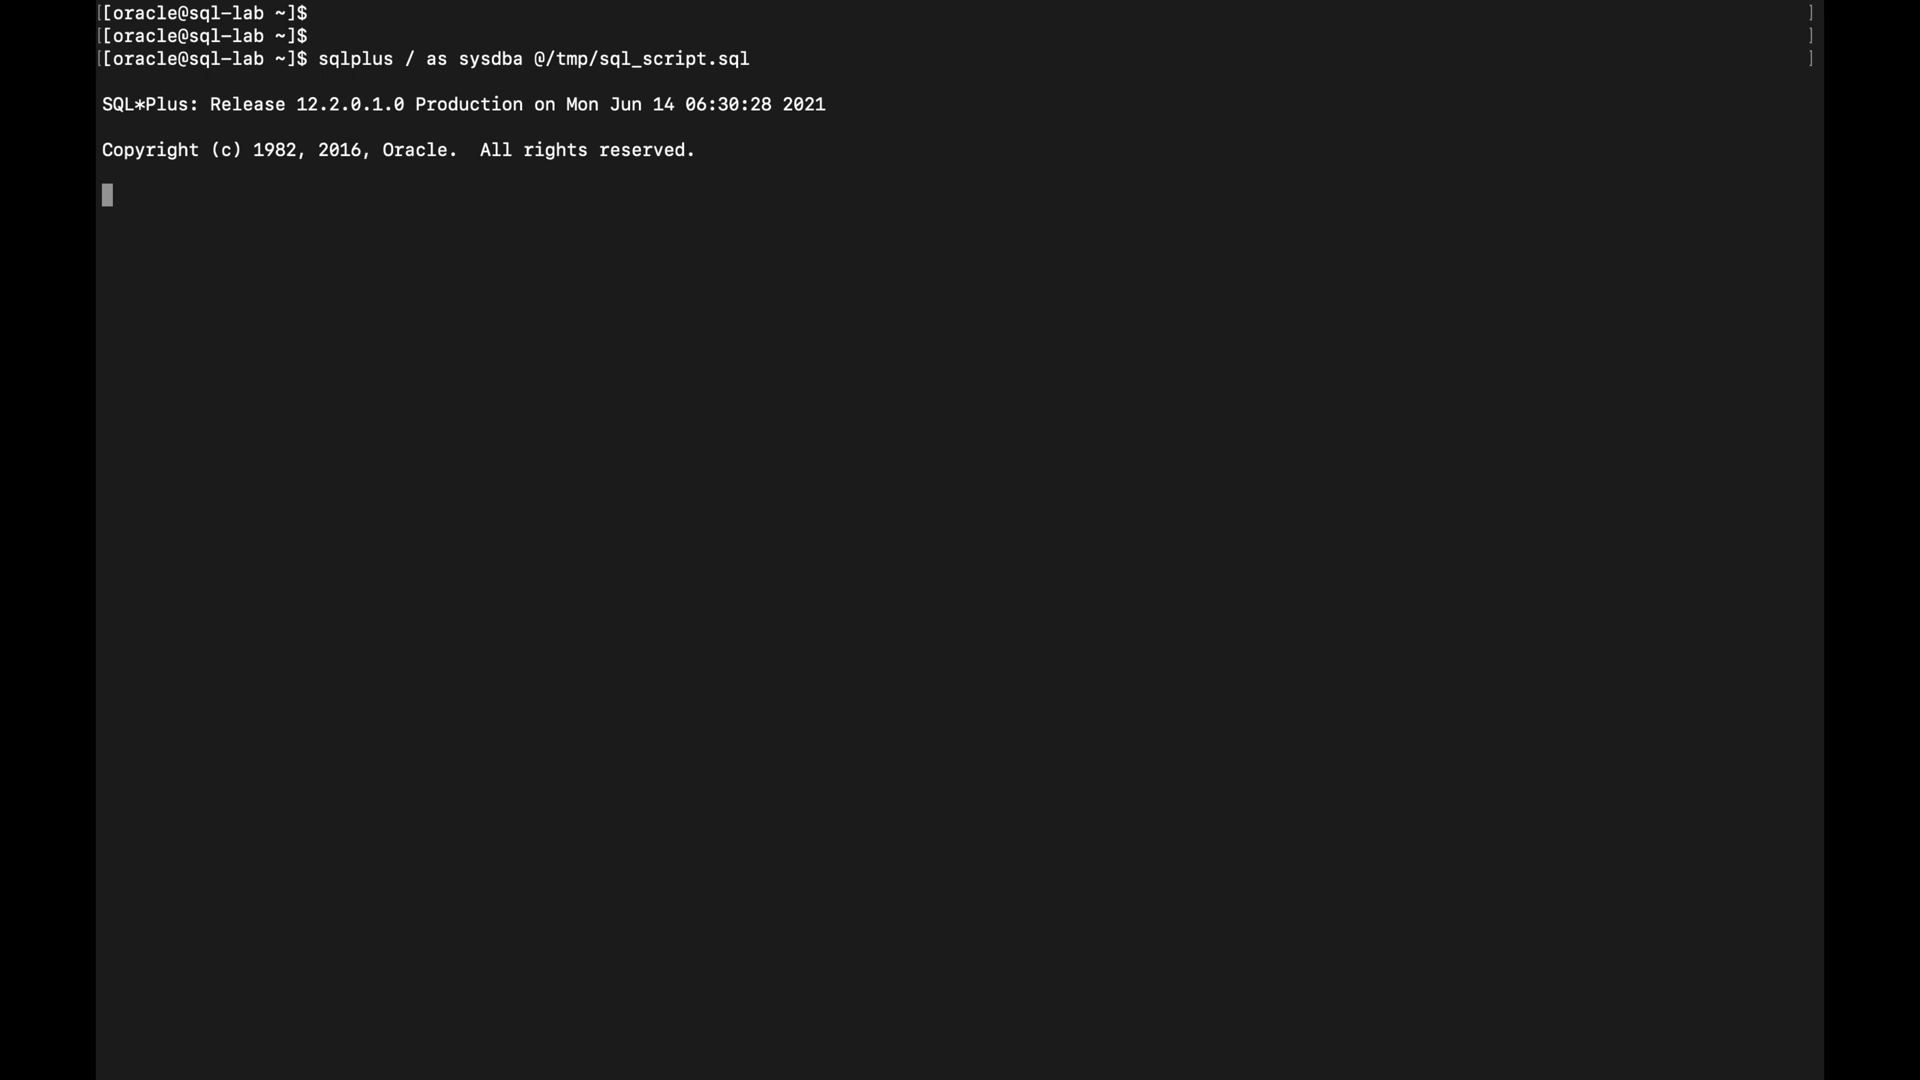 [[oracle@sql-lab ~]$ ]
[[oracle@sql-lab ~]$ ]
[[oracle@sql-lab ~]$ sqlplus / as sysdba @/tmp/sql_script.sql ]
SQL*Plus: Release 12.2.0.1.0 Production on Mon Jun 14 06:30:28 2021
Copyright (c) 1982, 2016, Oracle.  All rights reserved.